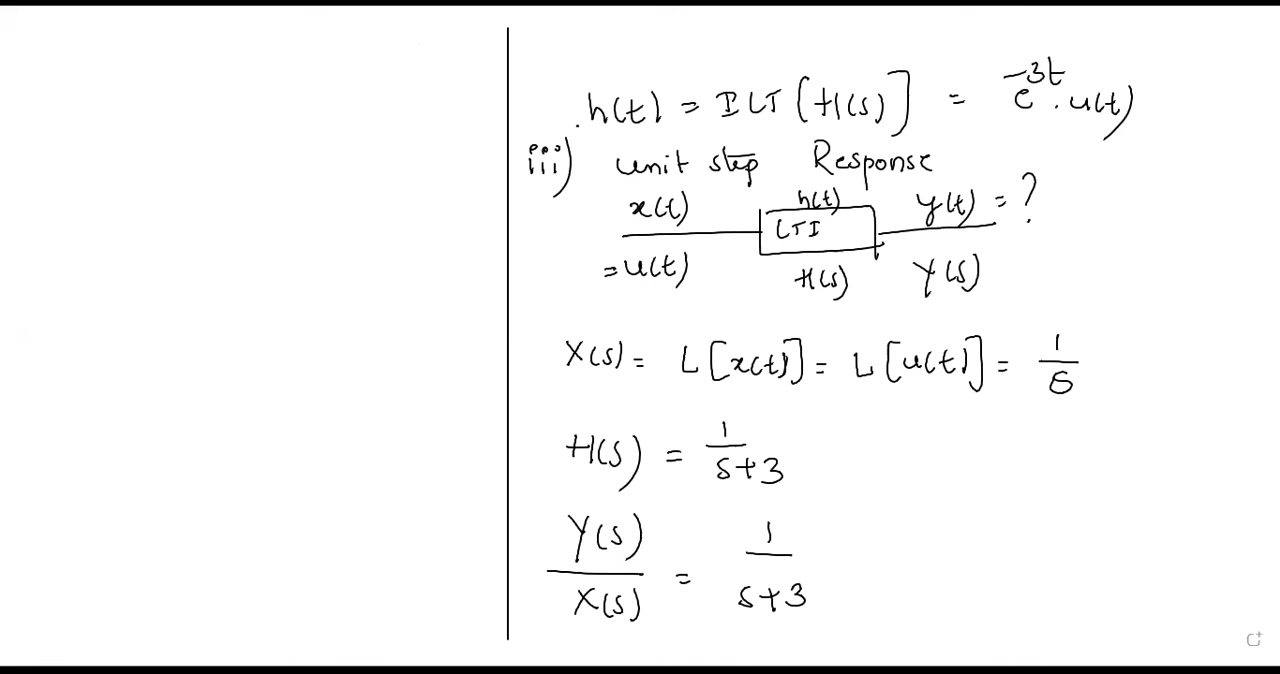 h(t) = ILT [H(s)] = e^{-3t} . u(t)
iii) unit step Response
x(t) h(t) y(t) = ?
LTI
= u(t) H(s) Y(s)
X(s) = L[x(t)] = L[u(t)] = 1/s
H(s) = 1/s+3
Y(s)/X(s) = 1/s+3